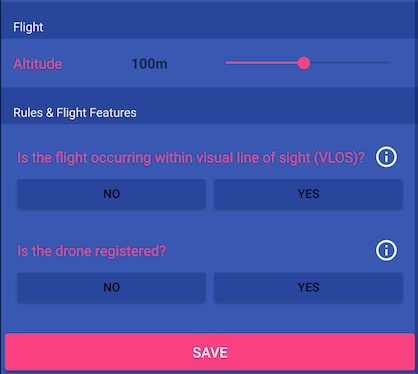 Flight
Altitude 100m
Rules & Flight Features
Is the flight occurring within visual line of sight (VLOS)?
NO YES
Is the drone registered?
NO YES
SAVE